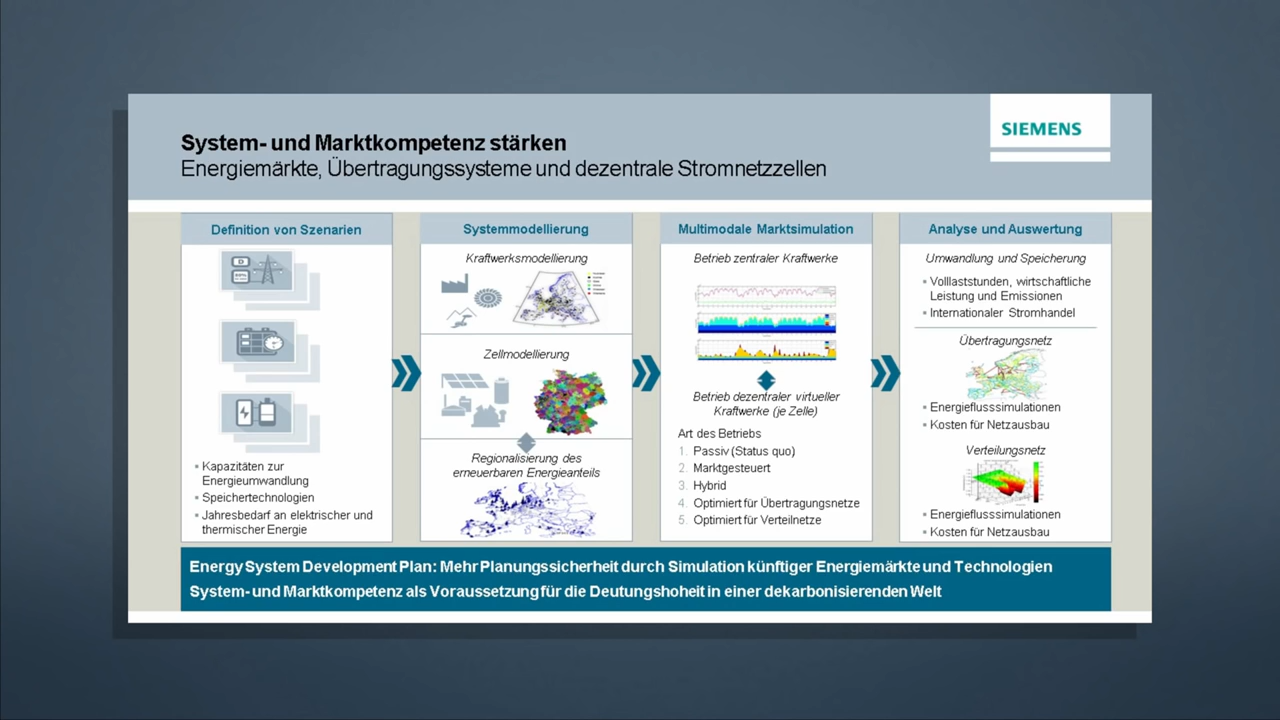 System- und Marktkompetenz stärken
Energiemärkte, Übertragungssysteme und dezentrale Stromnetzzellen
SIEMENS
Definition von Szenarien
Kapazitäten zur
Energieumwandlung
Speichertechnologien
Jahresbedarf an elektrischer und
thermischer Energie
Systemmodellierung
Kraftwerksmodellierung
Zellmodellierung
Regionalisierung des
erneuerbaren Energieanteils
Multimodale Marktsimulation
Betrieb zentraler Kraftwerke
Betrieb dezentraler virtueller
Kraftwerke (je Zelle)
Art des Betriebs
1. Passiv (Status quo)
2. Marktgesteuert
3. Hybrid
4. Optimiert für Übertragungsnetze
5. Optimiert für Verteilnetze
Analyse und Auswertung
Umwandlung und Speicherung
Volllaststunden, wirtschaftliche
Leistung und Emissionen
Internationaler Stromhandel
Übertragungsnetz
Energieflusssimulationen
Kosten für Netzausbau
Verteilungsnetz
Energieflusssimulationen
Kosten für Netzausbau
Energy System Development Plan: Mehr Planungssicherheit durch Simulation künftiger Energiemärkte und Technologien
System- und Marktkompetenz als Voraussetzung für die Deutungshoheit in einer dekarbonisierenden Welt